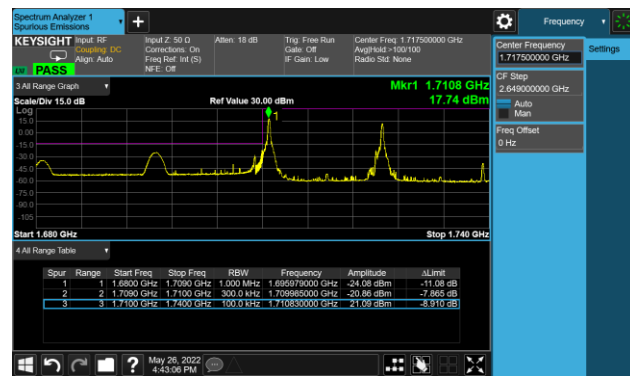 Spectrum Analyzer 1
Spurious Emissions
Frequency
KEYSIGHT Input: RF
Coupling: DC
Align: Auto
Input Z: 50 Ω
Corrections: On
Freq Ref: Int (S)
NFE: Off
Atten: 18 dB
Trig: Free Run
Gate: Off
IF Gain: Low
Center Freq: 1.717500000 GHz
Avg|Hold:>100/100
Radio Std: None
PASS
Center Frequency
1.717500000 GHz
Settings
CF Step
2.649000000 GHz
Auto
Man
Freq Offset
0 Hz
3 All Range Graph
Mkr1 1.7108 GHz
Scale/Div 15.0 dB
Ref Value 30.00 dBm
17.74 dBm
Log
1
15.0
0.00
-15.0
-30.0
-45.0
-60.0
-75.0
-90.0
-105
Start 1.680 GHz
Stop 1.740 GHz
4 All Range Table
Spur Range Start Freq Stop Freq RBW Frequency Amplitude ΔLimit
1 1 1.6800 GHz 1.7090 GHz 1.000 MHz 1.695979000 GHz -24.08 dBm -11.08 dB
2 2 1.7090 GHz 1.7100 GHz 300.0 kHz 1.709985000 GHz -20.86 dBm -7.865 dB
3 3 1.7100 GHz 1.7400 GHz 100.0 kHz 1.710830000 GHz 21.09 dBm -8.910 dB
May 26, 2022
4:43:06 PM